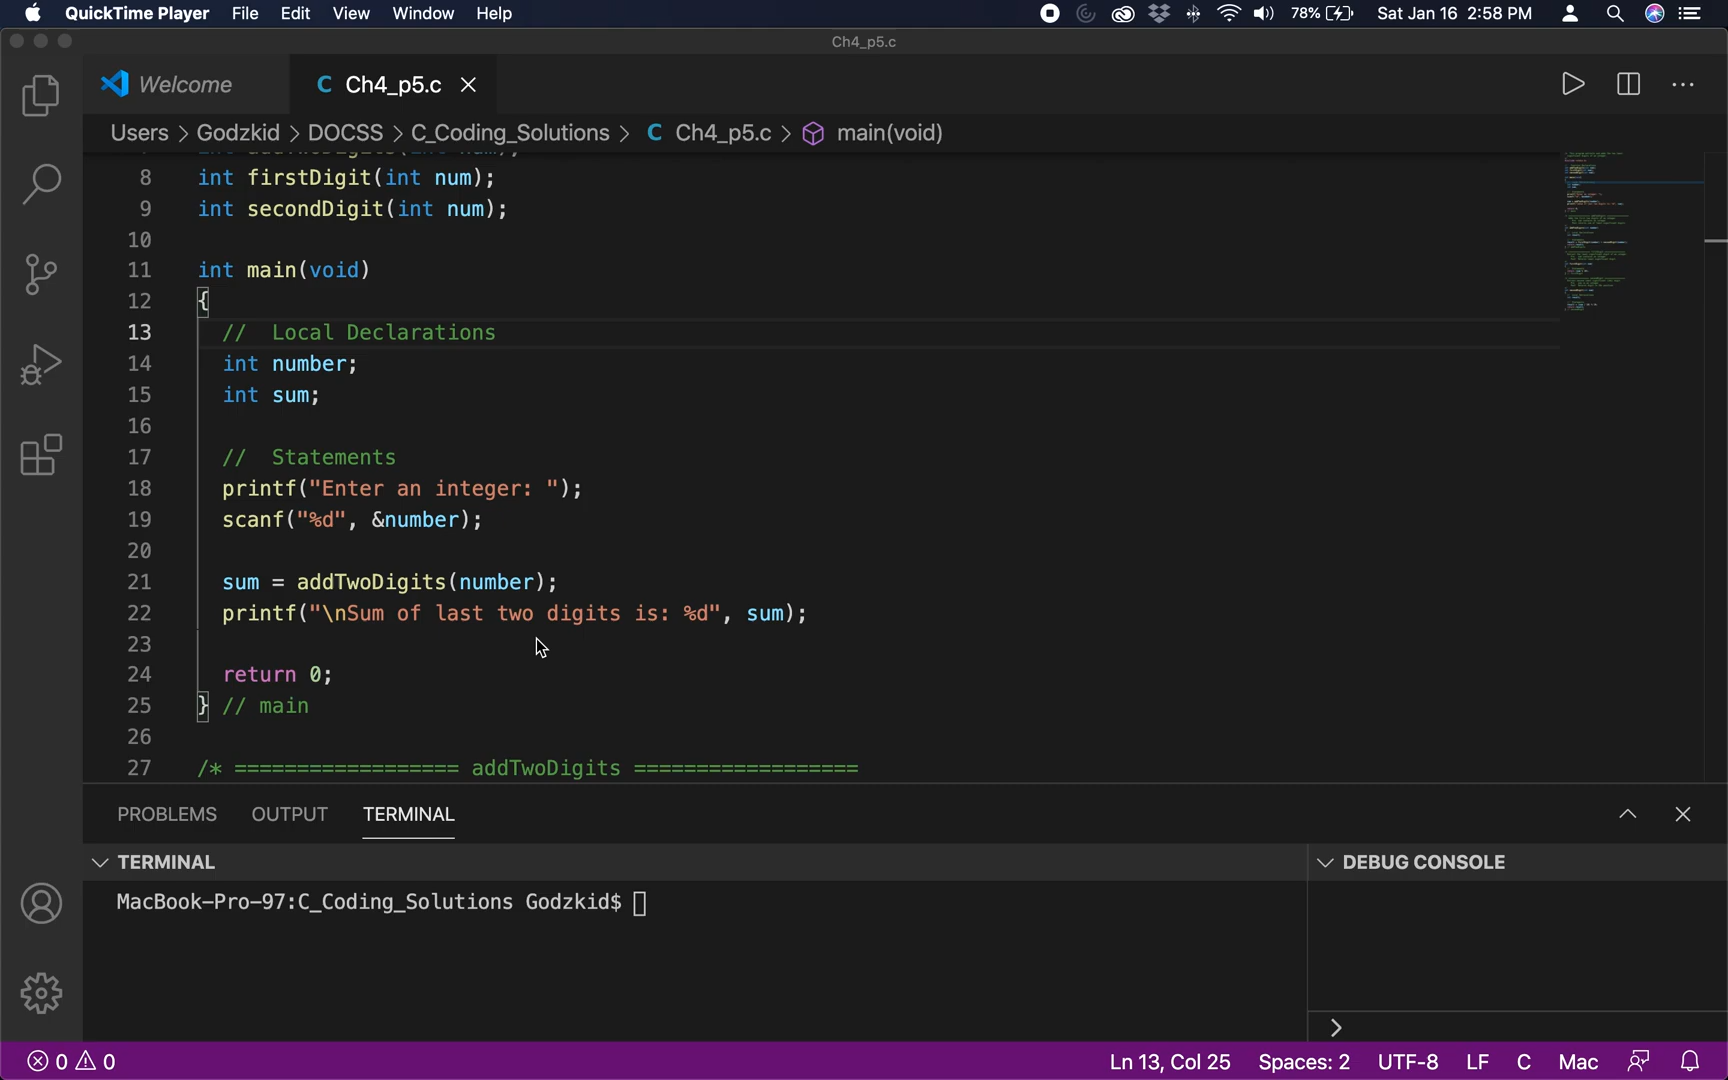 QuickTime Player File Edit View Window Help 78% Sat Jan 16 2:58 PM
Ch4_p5.c
Welcome C Ch4_p5.c
Users > Godzkid > DOCSS > C_Coding_Solutions > C Ch4_p5.c > main(void)
8 int firstDigit(int num);
9 int secondDigit(int num);
10
11 int main(void)
12 {
13 // Local Declarations
14 int number;
15 int sum;
16
17 // Statements
18 printf("Enter an integer: ");
19 scanf("%d", &number);
20
21 sum = addTwoDigits(number);
22 printf("\nSum of last two digits is: %d", sum);
23
24 return 0;
25 } // main
26
27 /* ================== addTwoDigits ==================
PROBLEMS OUTPUT TERMINAL
TERMINAL DEBUG CONSOLE
MacBook-Pro-97:C_Coding_Solutions Godzkid$
0 0 Ln 13, Col 25 Spaces: 2 UTF-8 LF C Mac